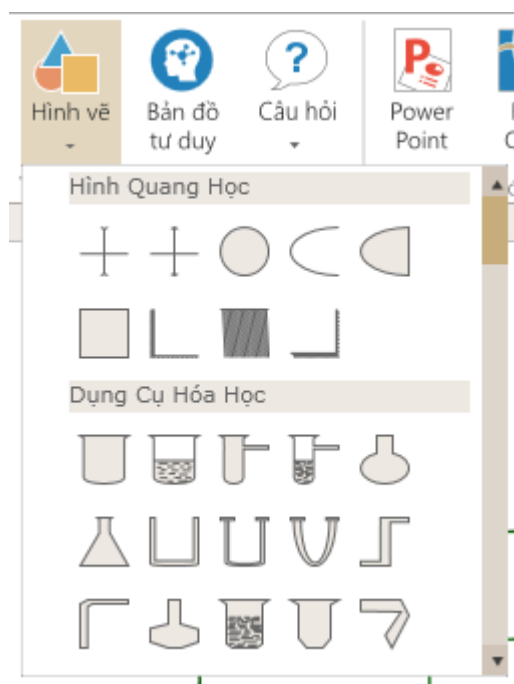 Hình vẽ
Bản đồ
tư duy
Câu hỏi
Power
Point
Hình Quang Học
Dụng Cụ Hóa Học